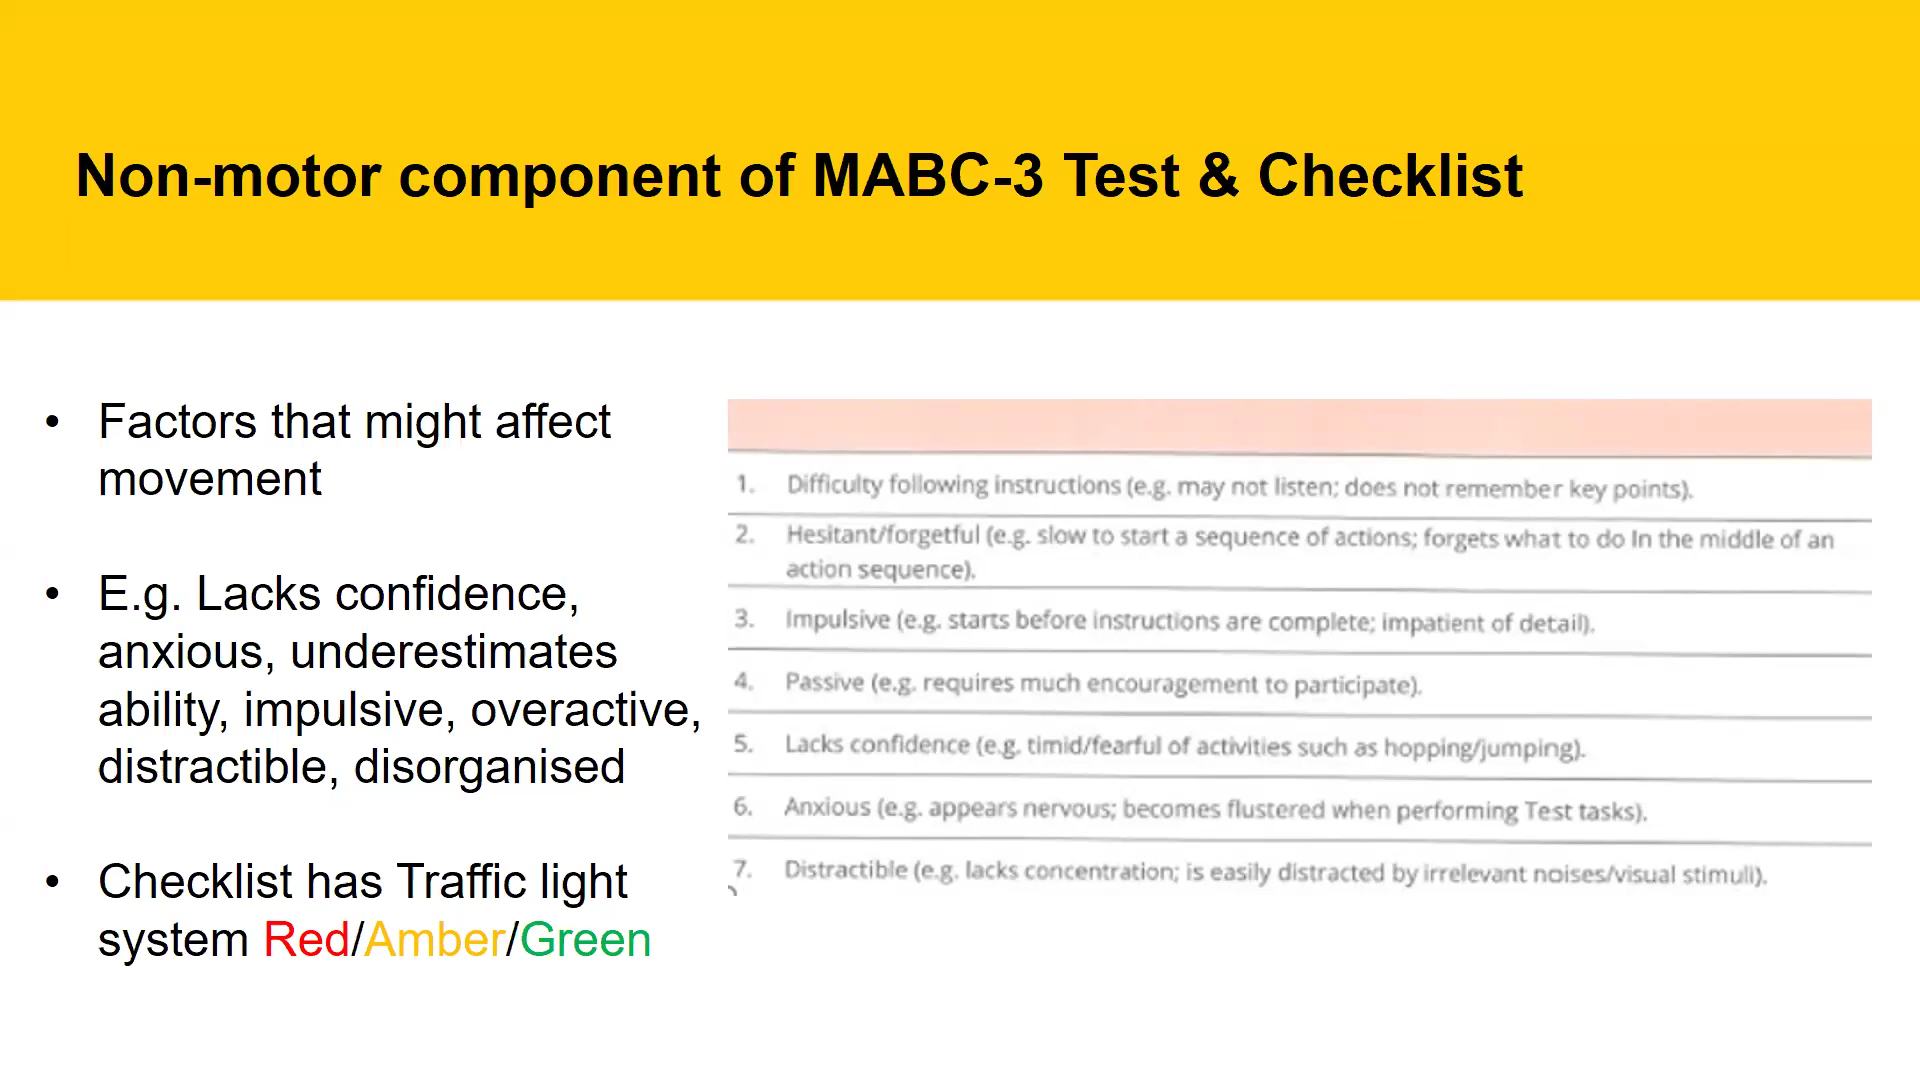 Non-motor component of MABC-3 Test & Checklist
• Factors that might affect
movement
• E.g. Lacks confidence,
anxious, underestimates
ability, impulsive, overactive,
distractible, disorganised
• Checklist has Traffic light
system Red/Amber/Green
1. Difficulty following instructions (e.g. may not listen; does not remember key points).
2. Hesitant/forgetful (e.g. slow to start a sequence of actions; forgets what to do In the middle of an
action sequence).
3. Impulsive (e.g. starts before instructions are complete; impatient of detail).
4. Passive (e.g. requires much encouragement to participate).
5. Lacks confidence (e.g. timid/fearful of activities such as hopping/jumping).
6. Anxious (e.g. appears nervous; becomes flustered when performing Test tasks).
7. Distractible (e.g. lacks concentration; is easily distracted by irrelevant noises/visual stimuli).